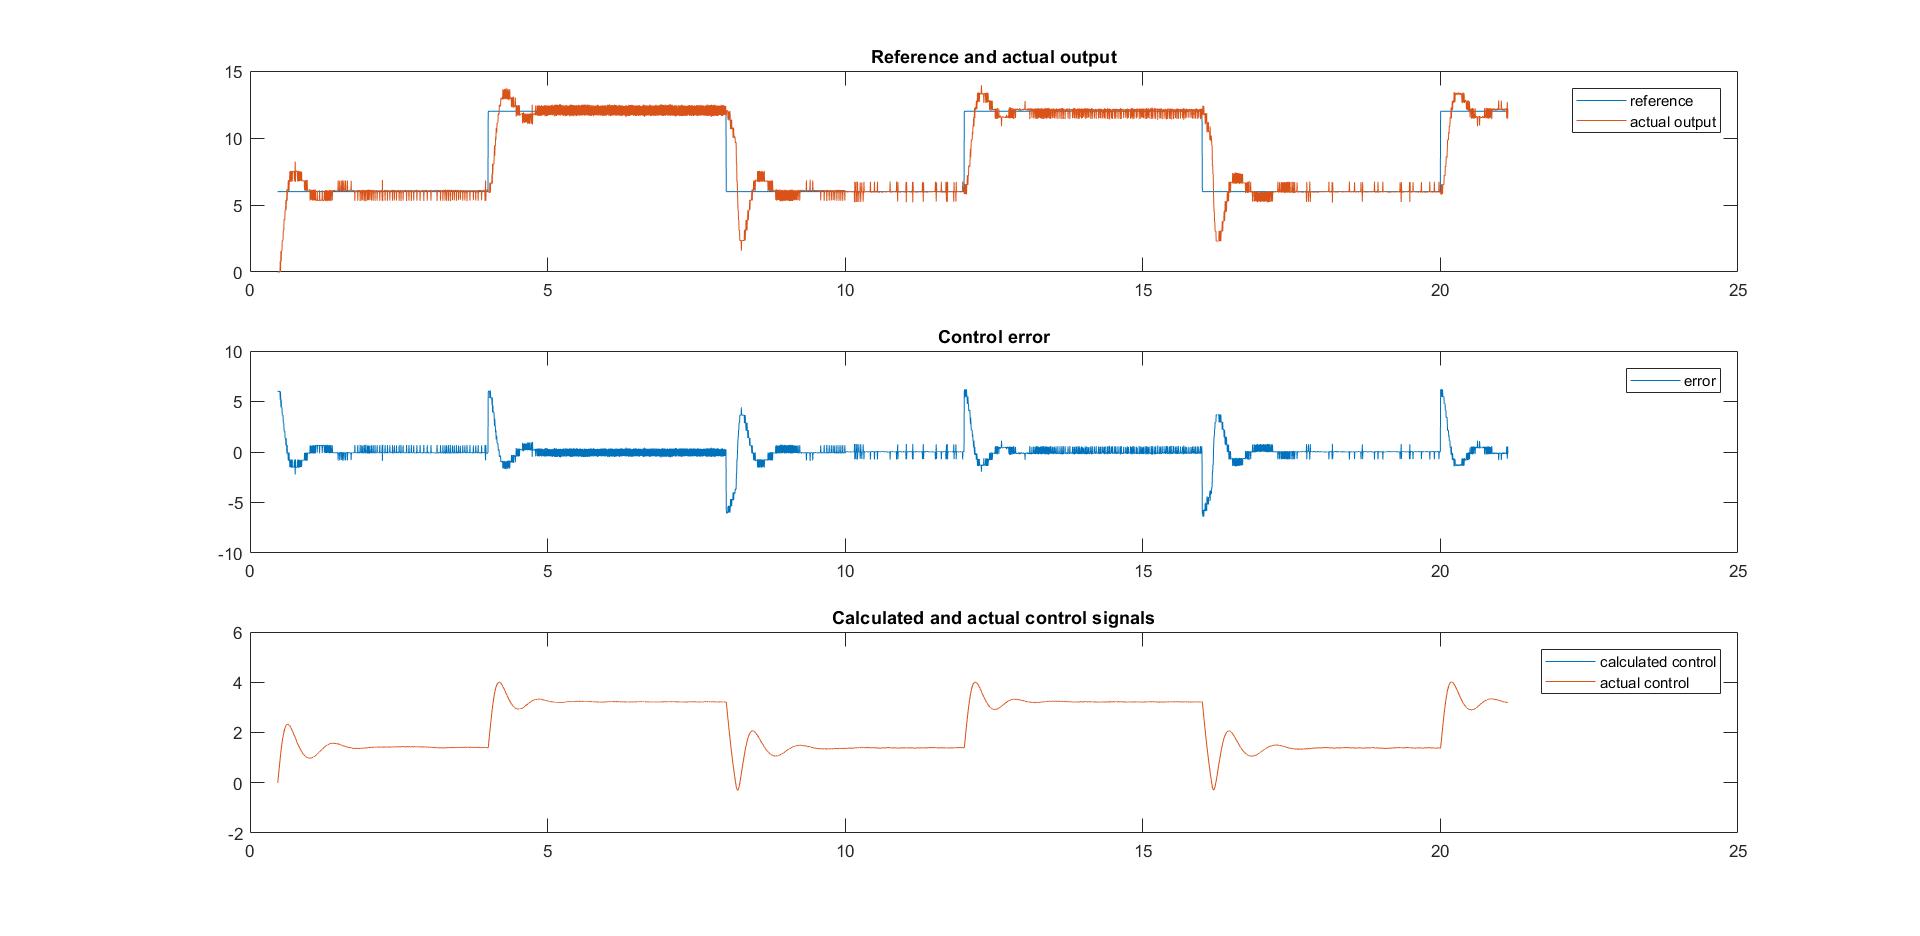 Reference and actual output
15
10
5
0
0 5 10 15 20 25
reference
actual output
Control error
10
5
0
-5
-10
0 5 10 15 20 25
error
Calculated and actual control signals
6
4
2
0
-2
0 5 10 15 20 25
calculated control
actual control